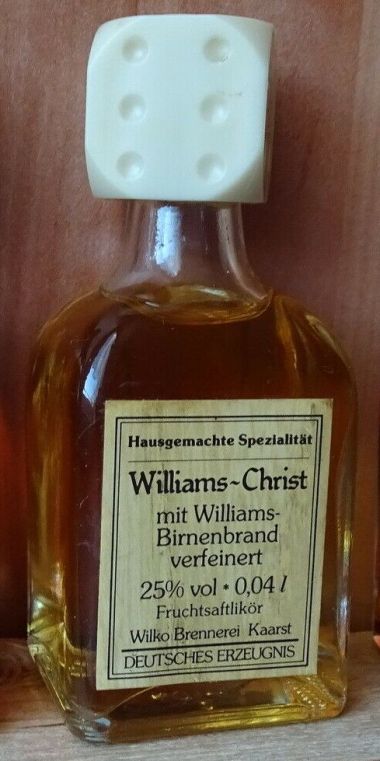 Hausgemachte Spezialität
Williams~Christ
mit Williams-
Birnenbrand
verfeinert
25% vol • 0,04 l
Fruchtsaftlikör
Wilko Brennerei Kaarst
DEUTSCHES ERZEUGNIS